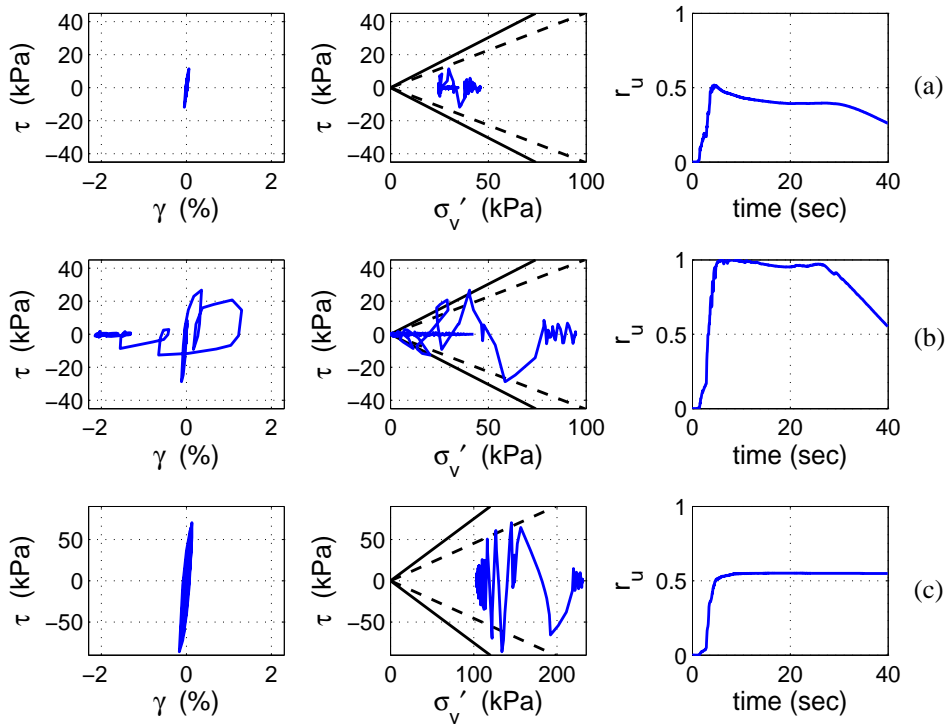 40
20
0
−20
−40
τ (kPa)
−2 0 2
γ (%)
40
20
0
−20
−40
τ (kPa)
0 50 100
σv′ (kPa)
1
0.5
0
r_u
0 20 40
time (sec)
(a)
40
20
0
−20
−40
τ (kPa)
−2 0 2
γ (%)
40
20
0
−20
−40
τ (kPa)
0 50 100
σv′ (kPa)
1
0.5
0
r_u
0 20 40
time (sec)
(b)
50
0
−50
τ (kPa)
−2 0 2
γ (%)
50
0
−50
τ (kPa)
0 100 200
σv′ (kPa)
1
0.5
0
r_u
0 20 40
time (sec)
(c)